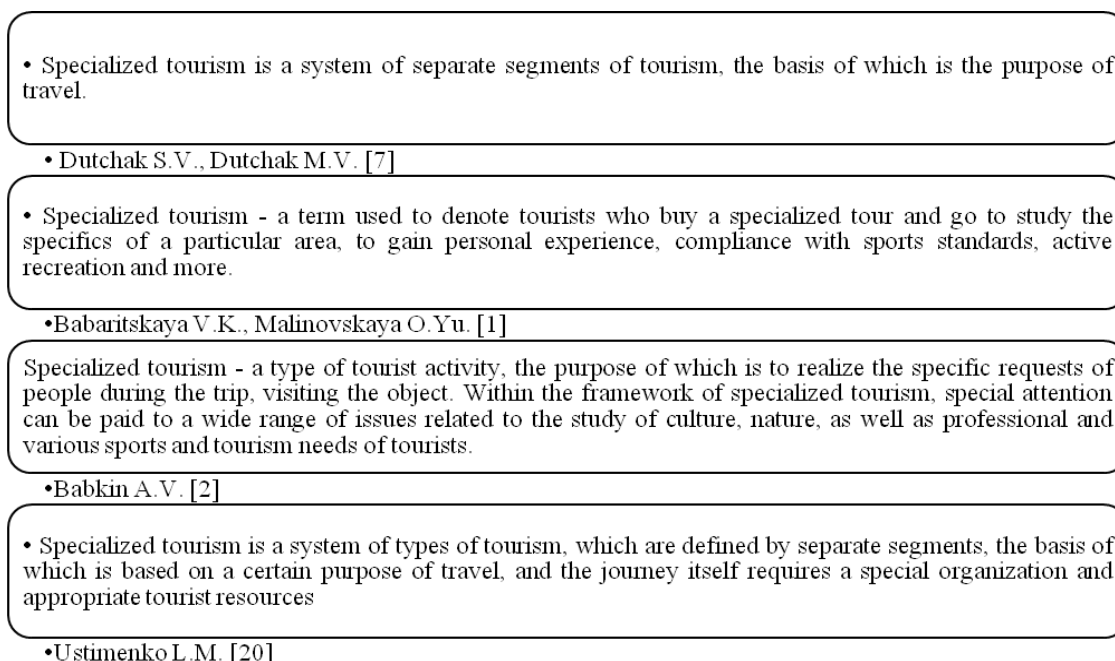 • Specialized tourism is a system of separate segments of tourism, the basis of which is the purpose of
travel.
• Dutchak S.V., Dutchak M.V. [7]
• Specialized tourism - a term used to denote tourists who buy a specialized tour and go to study the
specifics of a particular area, to gain personal experience, compliance with sports standards, active
recreation and more.
•Babaritskaya V.K., Malinovskaya O.Yu. [1]
Specialized tourism - a type of tourist activity, the purpose of which is to realize the specific requests of
people during the trip, visiting the object. Within the framework of specialized tourism, special attention
can be paid to a wide range of issues related to the study of culture, nature, as well as professional and
various sports and tourism needs of tourists.
•Babkin A.V. [2]
• Specialized tourism is a system of types of tourism, which are defined by separate segments, the basis of
which is based on a certain purpose of travel, and the journey itself requires a special organization and
appropriate tourist resources
•Ustimenko L.M. [20]